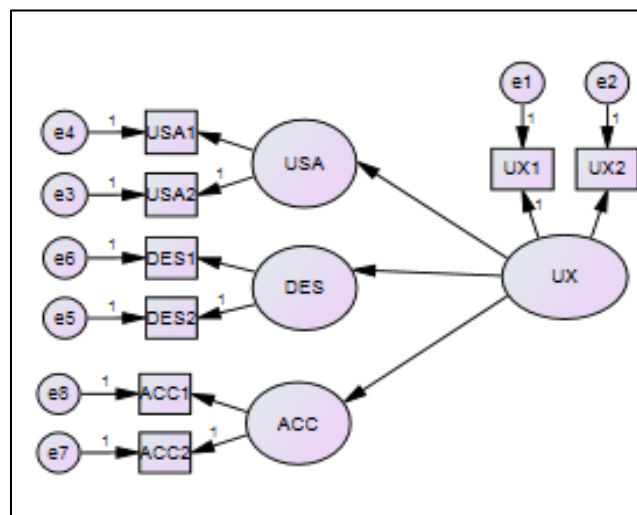 e1
e2
1
1
e4
1
USA1
USA
UX1
UX2
1
e3
1
USA2
1
e6
1
DES1
DES
UX
e5
1
DES2
1
e8
1
ACC1
ACC
e7
1
ACC2
1